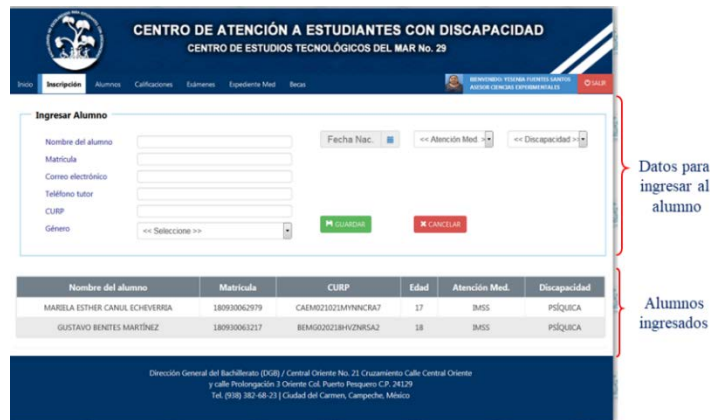 CENTRO DE ATENCIÓN A ESTUDIANTES CON DISCAPACIDAD
CENTRO DE ESTUDIOS TECNOLÓGICOS DEL MAR No. 29
Inicio Inscripción Alumnos Calificaciones Exámenes Expediente Med Becas
BIENVENIDO: YESENIA FUENTES SANTOS
ASESOR CIENCIAS EXPERIMENTALES
SALIR
Ingresar Alumno
Nombre del alumno Fecha Nac. << Atención Med. > << Discapacidad >>
Matrícula
Correo electrónico
Teléfono tutor
CURP
Género << Seleccione >> GUARDAR CANCELAR
Datos para
ingresar al
alumno
Nombre del alumno Matrícula CURP Edad Atención Med. Discapacidad
MARIELA ESTHER CANUL ECHEVERRIA 180930062979 CAEM021021MYNNCRA7 17 IMSS PSÍQUICA
GUSTAVO BENITES MARTÍNEZ 180930063217 BEMG020218HVZNRSA2 18 IMSS PSÍQUICA
Alumnos
ingresados
Dirección General del Bachillerato (DGB) / Central Oriente No. 21 Cruzamiento Calle Central Oriente
y calle Prolongación 3 Oriente Col. Puerto Pesquero C.P. 24129
Tel. (938) 382-68-23 | Ciudad del Carmen, Campeche, México